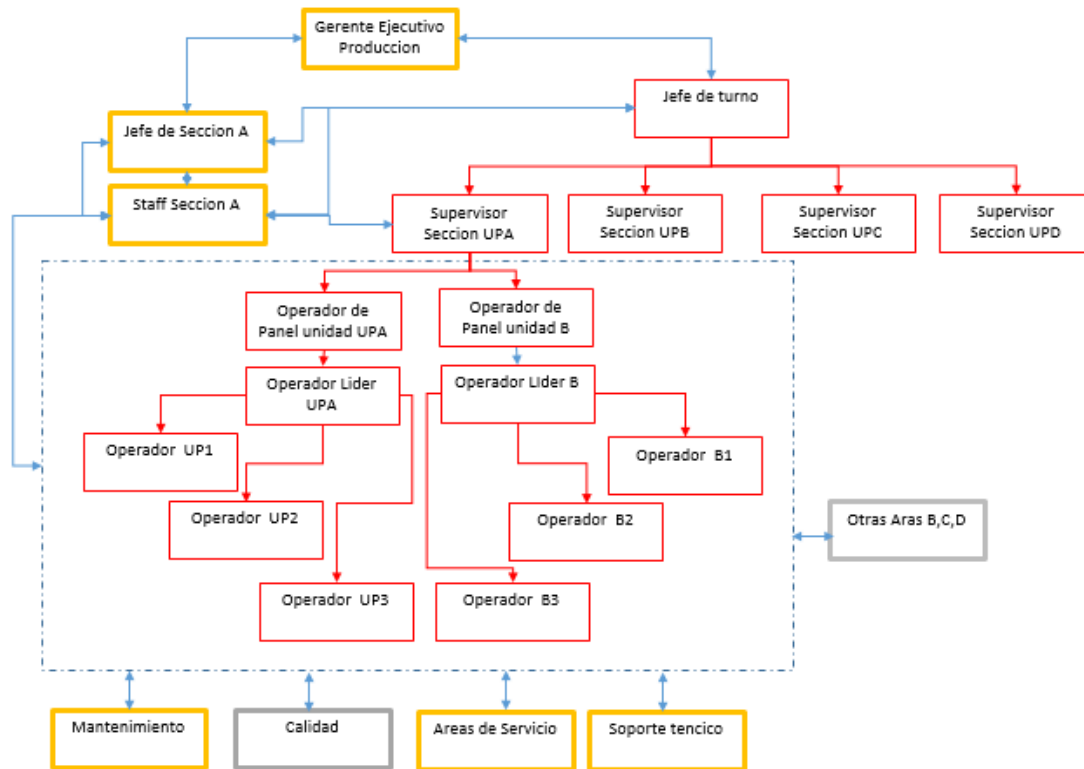 Gerente Ejecutivo
Produccion
Jefe de turno
Jefe de Seccion A
Staff Seccion A
Supervisor
Seccion UPA
Supervisor
Seccion UPB
Supervisor
Seccion UPC
Supervisor
Seccion UPD
Operador de
Panel unidad UPA
Operador de
Panel unidad B
Operador Lider
UPA
Operador Lider B
Operador UP1
Operador B1
Operador UP2
Operador B2
Otras Aras B,C,D
Operador UP3
Operador B3
Mantenimiento
Calidad
Areas de Servicio
Soporte tencico